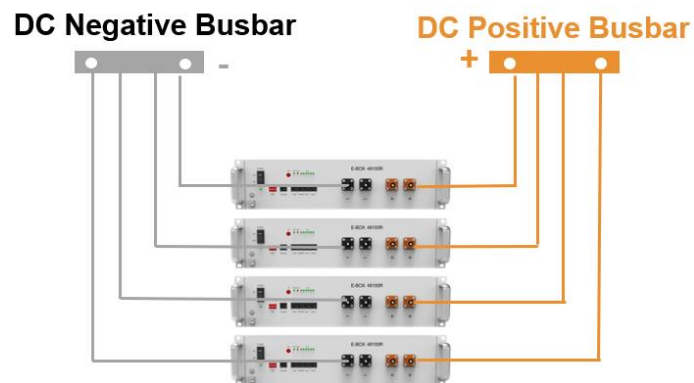 DC Negative Busbar
DC Positive Busbar
-
+
E-BOX 48100R
E-BOX 48100R
E-BOX 48100R
E-BOX 48100R